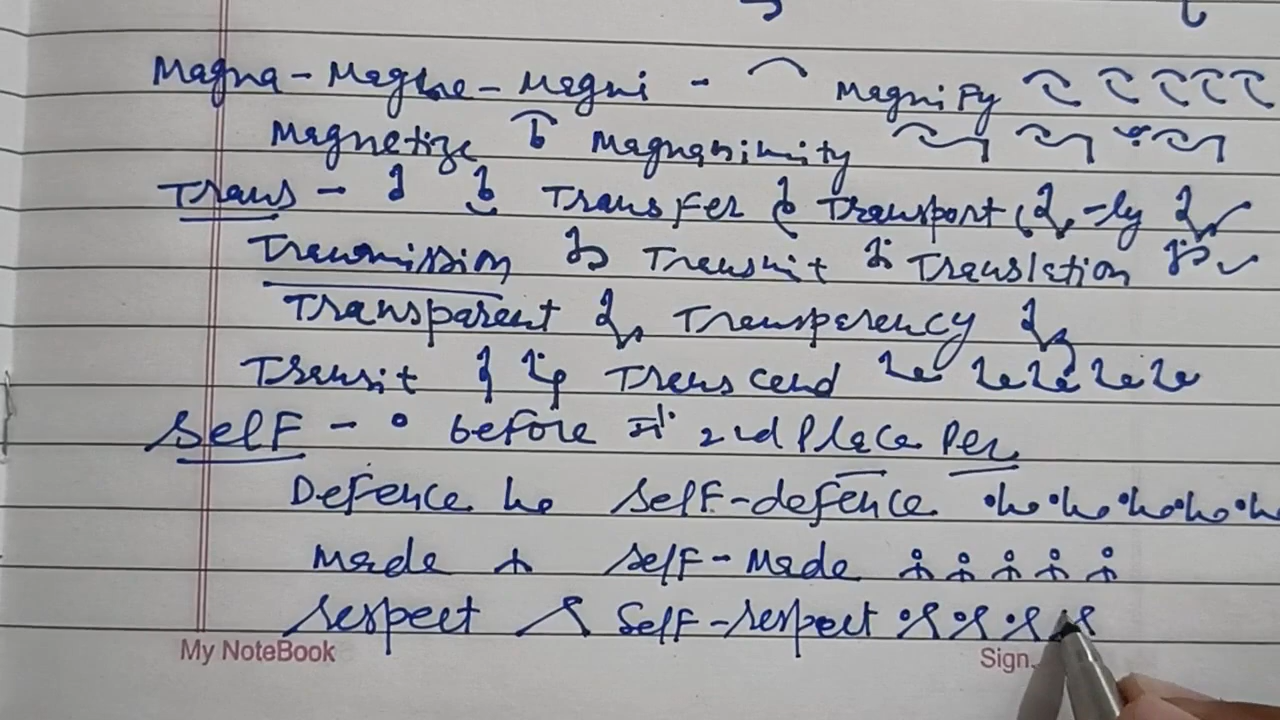 Magna - Magne - Magni - Magnify
Magnetize Magnanimity
Trans - Transfer Transport -ly
Transmission Transmit Translation
Transparent Transparency
Transit Transcend
Self - o before में 2nd Place Per
Defence Self-defence
Made Self-Made
respect Self-respect
My NoteBook Sign.